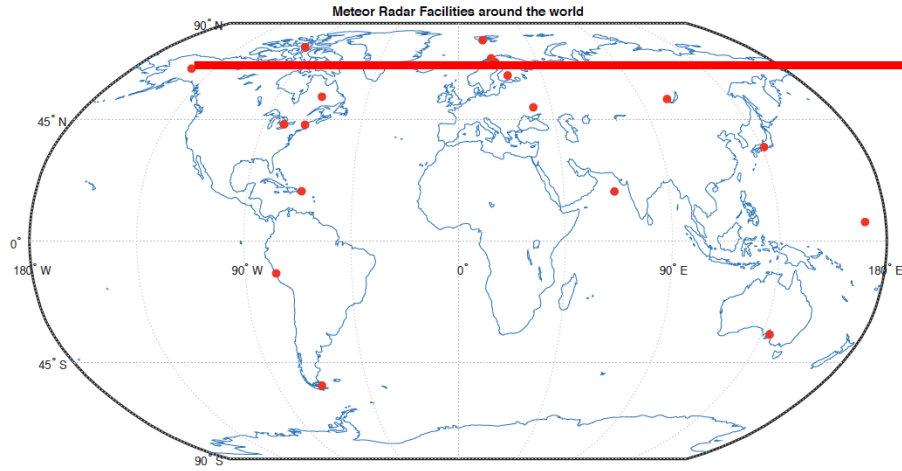 Meteor Radar Facilities around the world
90° N
45° N
0°
180° W
90° W
0°
90° E
180° E
45° S
90° S